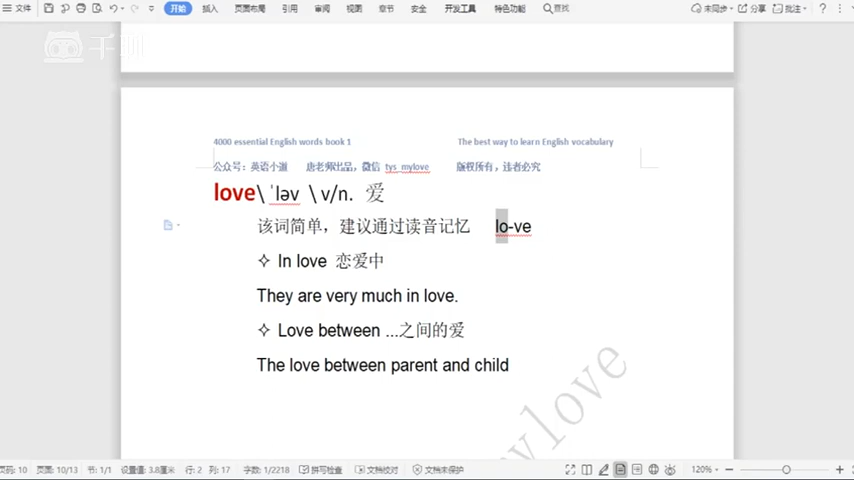 文件 开始 插入 页面布局 引用 审阅 视图 章节 安全 开发工具 特色功能 查找 未同步 分享 批注
千聊
4000 essential English words book 1 The best way to learn English vocabulary
公众号：英语小道 唐老师出品，微信 tys_mylove 版权所有，违者必究
love\ ˈləv \ v/n. 爱
该词简单，建议通过读音记忆 lo-ve
✧ In love 恋爱中
They are very much in love.
✧ Love between ...之间的爱
The love between parent and child
mylove
页码: 10 页面: 10/13 节: 1/1 设置值: 3.8厘米 行: 2 列: 17 字数: 1/2218 拼写检查 文档校对 文档未保护 120%